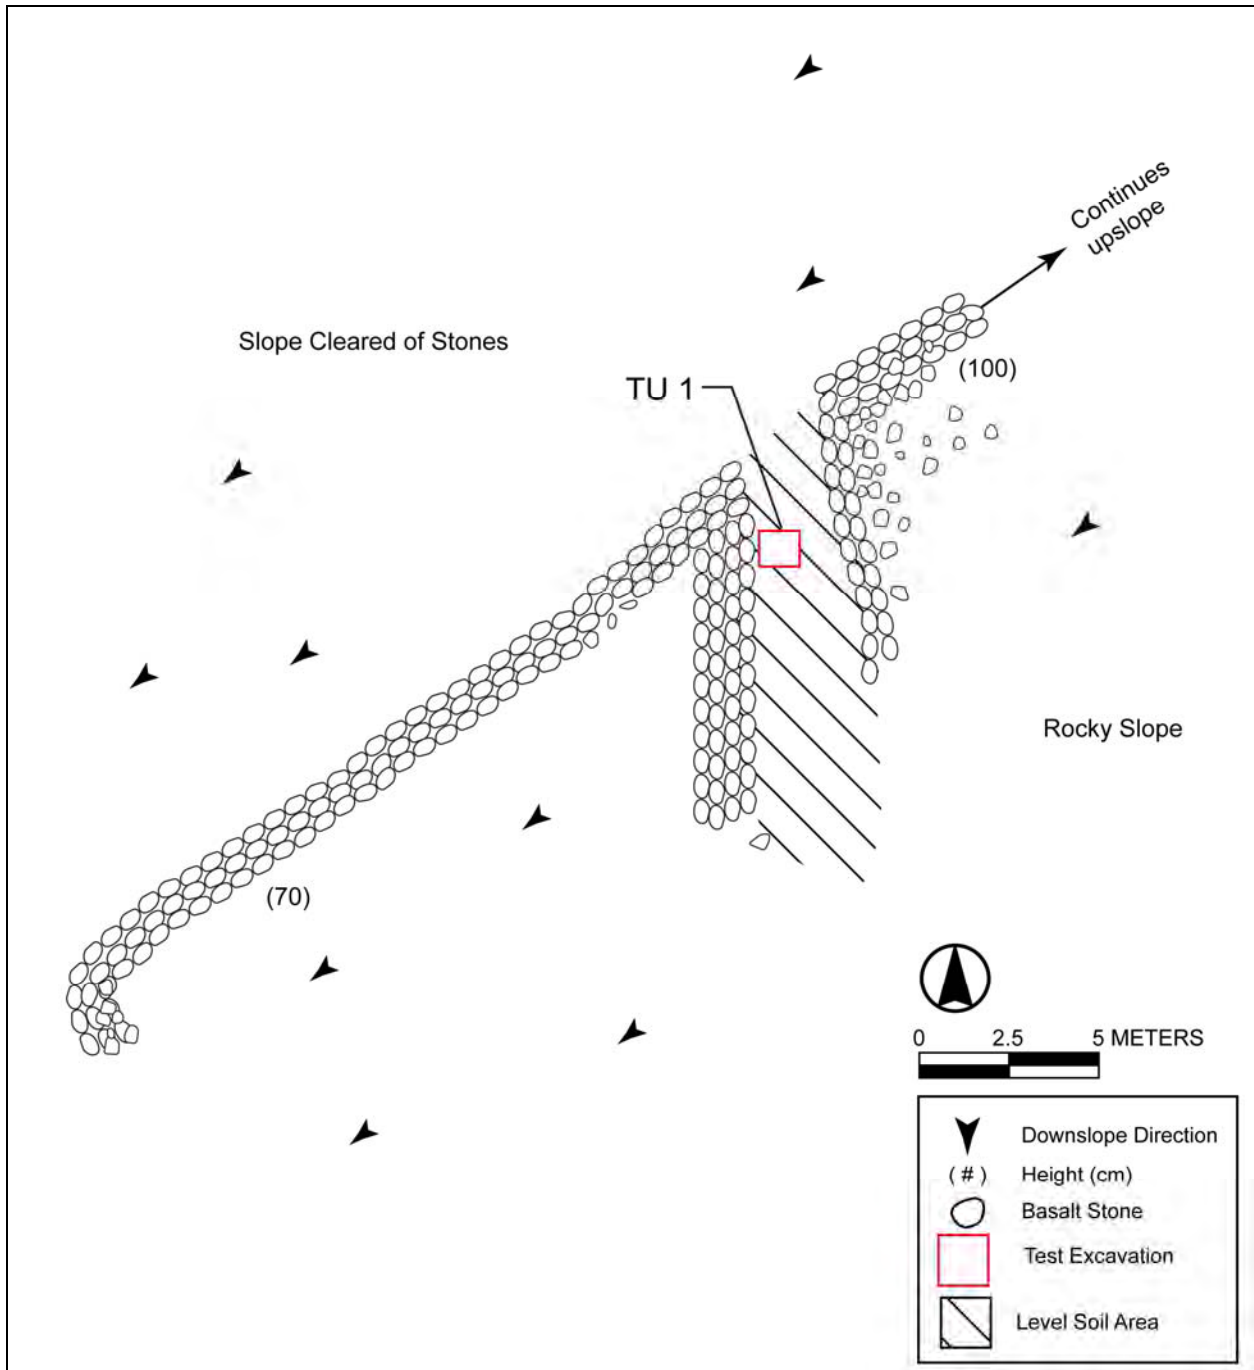 Continues
upslope
Slope Cleared of Stones
(100)
TU 1
Rocky Slope
(70)
0 2.5 5 METERS
Downslope Direction
( # ) Height (cm)
Basalt Stone
Test Excavation
Level Soil Area